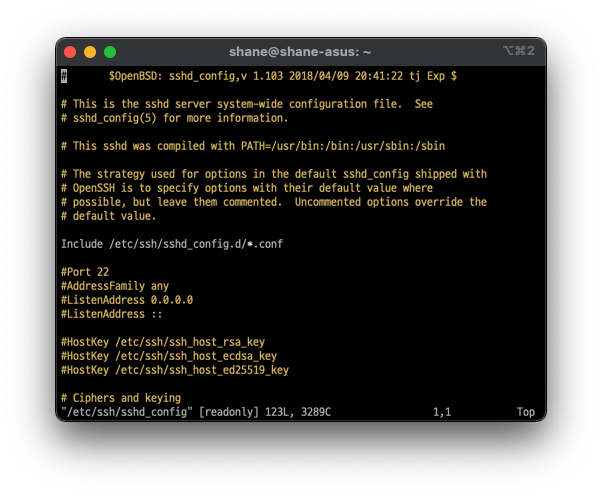 shane@shane-asus: ~
⌥⌘2
#       $OpenBSD: sshd_config,v 1.103 2018/04/09 20:41:22 tj Exp $
# This is the sshd server system-wide configuration file.  See
# sshd_config(5) for more information.
# This sshd was compiled with PATH=/usr/bin:/bin:/usr/sbin:/sbin
# The strategy used for options in the default sshd_config shipped with
# OpenSSH is to specify options with their default value where
# possible, but leave them commented.  Uncommented options override the
# default value.
Include /etc/ssh/sshd_config.d/*.conf
#Port 22
#AddressFamily any
#ListenAddress 0.0.0.0
#ListenAddress ::
#HostKey /etc/ssh/ssh_host_rsa_key
#HostKey /etc/ssh/ssh_host_ecdsa_key
#HostKey /etc/ssh/ssh_host_ed25519_key
# Ciphers and keying
"/etc/ssh/sshd_config" [readonly] 123L, 3289C 1,1 Top